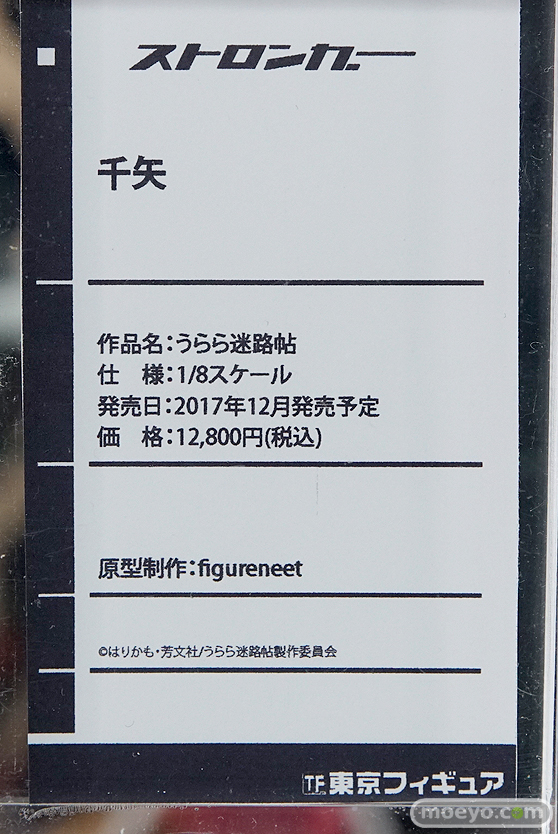 ストロンガー
千矢
作品名:うらら迷路帖
仕　様:1/8スケール
発売日:2017年12月発売予定
価　格:12,800円(税込)
原型制作:figureneet
©はりかも・芳文社/うらら迷路帖製作委員会
TF 東京フィギュア
moeyo.com